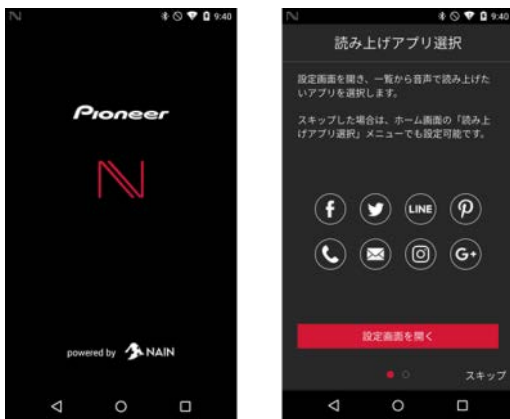 N
9:40
Pioneer
N
powered by NAIN
N
9:40
読み上げアプリ選択
設定画面を開き、一覧から音声で読み上げた
いアプリを選択します。
スキップした場合は、ホーム画面の「読み上
げアプリ選択」メニューでも設定可能です。
f LINE P
G+
設定画面を開く
スキップ